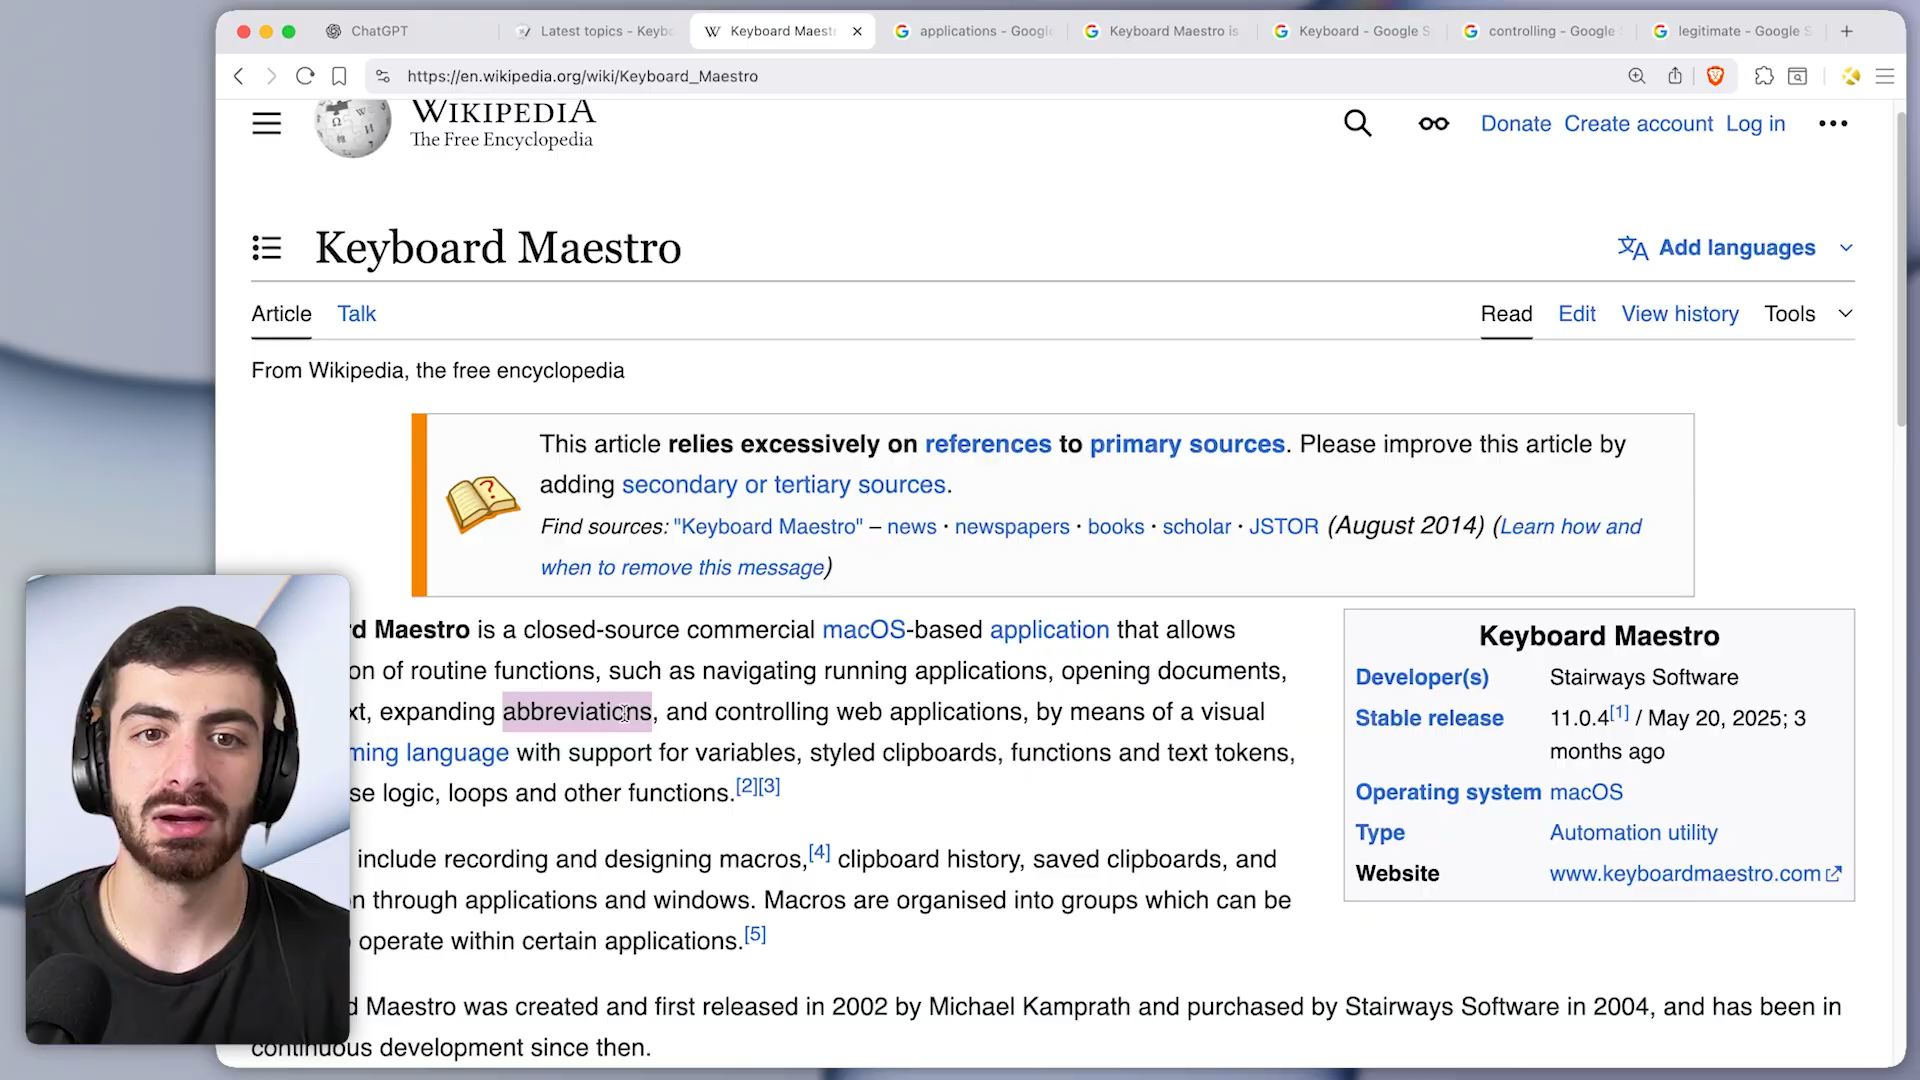 ChatGPT
Latest topics - Keybo
Keyboard Maest
applications - Googl
Keyboard Maestro is
Keyboard - Google S
controlling - Google
legitimate - Google S
https://en.wikipedia.org/wiki/Keyboard_Maestro
WIKIPEDIA
The Free Encyclopedia
Donate Create account Log in
Keyboard Maestro
Add languages
Article Talk
Read Edit View history Tools
From Wikipedia, the free encyclopedia
This article relies excessively on references to primary sources. Please improve this article by
adding secondary or tertiary sources.
Find sources: "Keyboard Maestro" – news · newspapers · books · scholar · JSTOR (August 2014) (Learn how and
when to remove this message)
d Maestro is a closed-source commercial macOS-based application that allows
on of routine functions, such as navigating running applications, opening documents,
xt, expanding abbreviations, and controlling web applications, by means of a visual
ming language with support for variables, styled clipboards, functions and text tokens,
se logic, loops and other functions.[2][3]
include recording and designing macros,[4] clipboard history, saved clipboards, and
n through applications and windows. Macros are organised into groups which can be
operate within certain applications.[5]
d Maestro was created and first released in 2002 by Michael Kamprath and purchased by Stairways Software in 2004, and has been in
continuous development since then.
Keyboard Maestro
Developer(s) Stairways Software
Stable release 11.0.4[1] / May 20, 2025; 3
months ago
Operating system macOS
Type Automation utility
Website www.keyboardmaestro.com